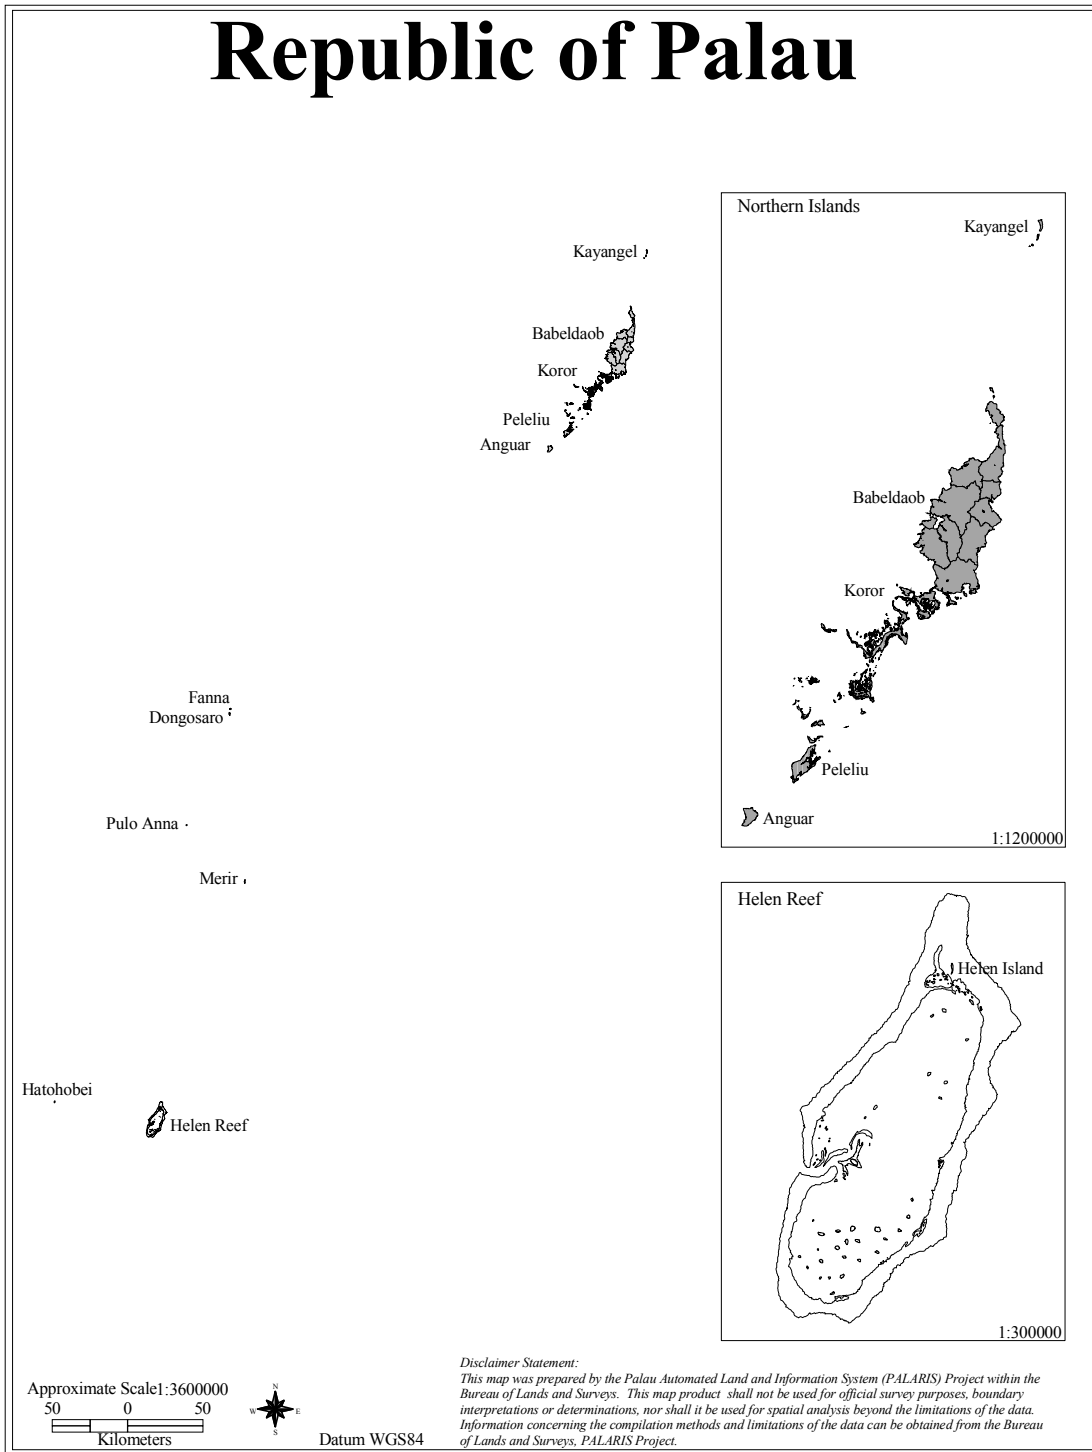 Republic of Palau
Kayangel
Babeldaob
Koror
Peleliu
Anguar
Fanna
Dongosaro
Pulo Anna
Merir
Hatohobei
Helen Reef
Northern Islands
Kayangel
Babeldaob
Koror
Peleliu
Anguar
1:1200000
Helen Reef
Helen Island
1:300000
Approximate Scale1:3600000
50 0 50
Kilometers
N
W E
S
Datum WGS84
Disclaimer Statement:
This map was prepared by the Palau Automated Land and Information System (PALARIS) Project within the
Bureau of Lands and Surveys. This map product shall not be used for official survey purposes, boundary
interpretations or determinations, nor shall it be used for spatial analysis beyond the limitations of the data.
Information concerning the compilation methods and limitations of the data can be obtained from the Bureau
of Lands and Surveys, PALARIS Project.